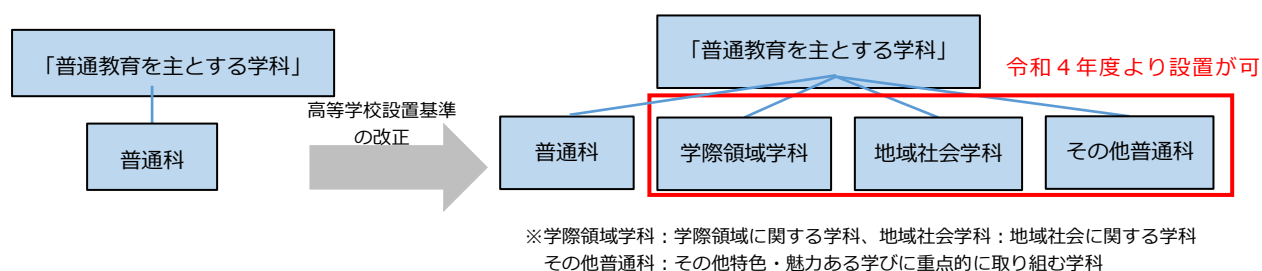 「普通教育を主とする学科」
普通科
高等学校設置基準
の改正
「普通教育を主とする学科」
令和４年度より設置が可
普通科
学際領域学科
地域社会学科
その他普通科
※学際領域学科：学際領域に関する学科、地域社会学科：地域社会に関する学科
その他普通科：その他特色・魅力ある学びに重点的に取り組む学科